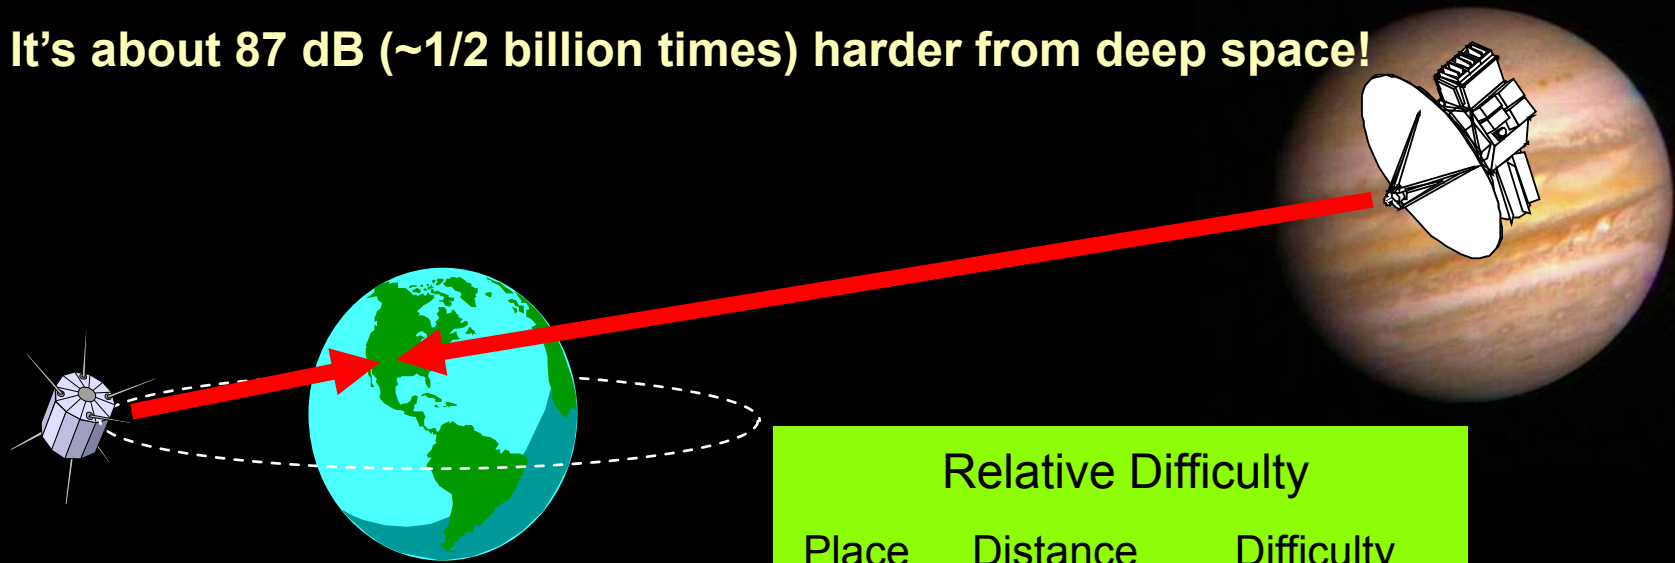 It’s about 87 dB (~1/2 billion times) harder from deep space!
Relative Difficulty
Place Distance Difficulty